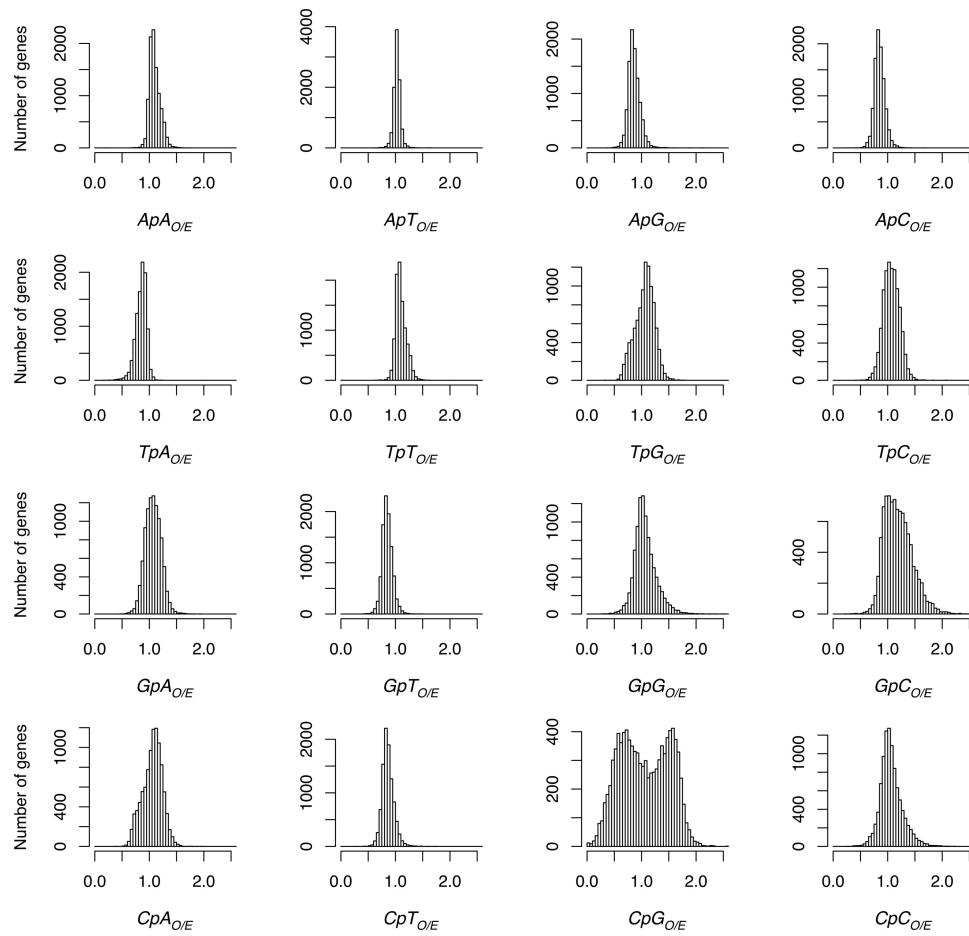 Number of genes
0 1000 2000
0.0 1.0 2.0
ApA O/E
0 2000 4000
0.0 1.0 2.0
ApT O/E
0 1000 2000
0.0 1.0 2.0
ApG O/E
0 1000 2000
0.0 1.0 2.0
ApC O/E
Number of genes
0 1000 2000
0.0 1.0 2.0
TpA O/E
0 1000
0.0 1.0 2.0
TpT O/E
0 400 1000
0.0 1.0 2.0
TpG O/E
0 400 1000
0.0 1.0 2.0
TpC O/E
Number of genes
0 400 1000
0.0 1.0 2.0
GpA O/E
0 1000 2000
0.0 1.0 2.0
GpT O/E
0 400 1000
0.0 1.0 2.0
GpG O/E
0 400
0.0 1.0 2.0
GpC O/E
Number of genes
0 400 1000
0.0 1.0 2.0
CpA O/E
0 1000 2000
0.0 1.0 2.0
CpT O/E
0 200 400
0.0 1.0 2.0
CpG O/E
0 400 1000
0.0 1.0 2.0
CpC O/E